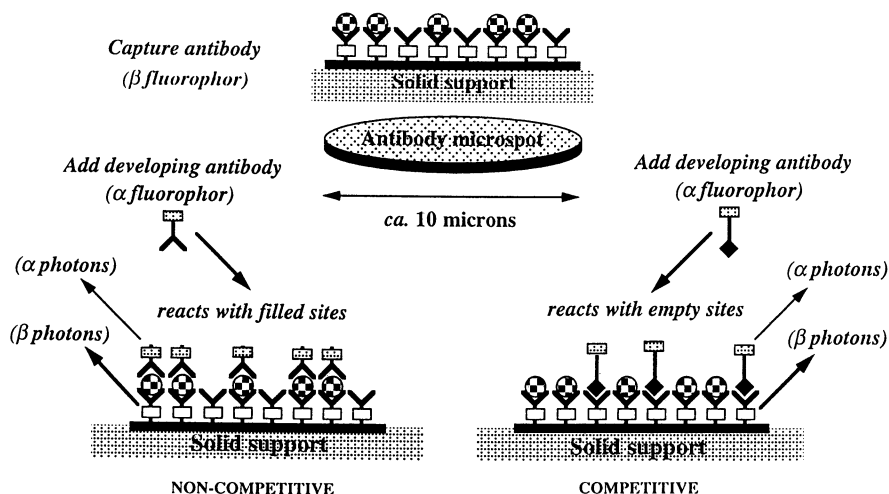 Capture antibody
(β fluorophor)
Solid support
Antibody microspot
ca. 10 microns
Add developing antibody
(α fluorophor)
(α photons)
reacts with filled sites
(β photons)
Solid support
NON-COMPETITIVE
Add developing antibody
(α fluorophor)
(α photons)
reacts with empty sites
(β photons)
Solid support
COMPETITIVE